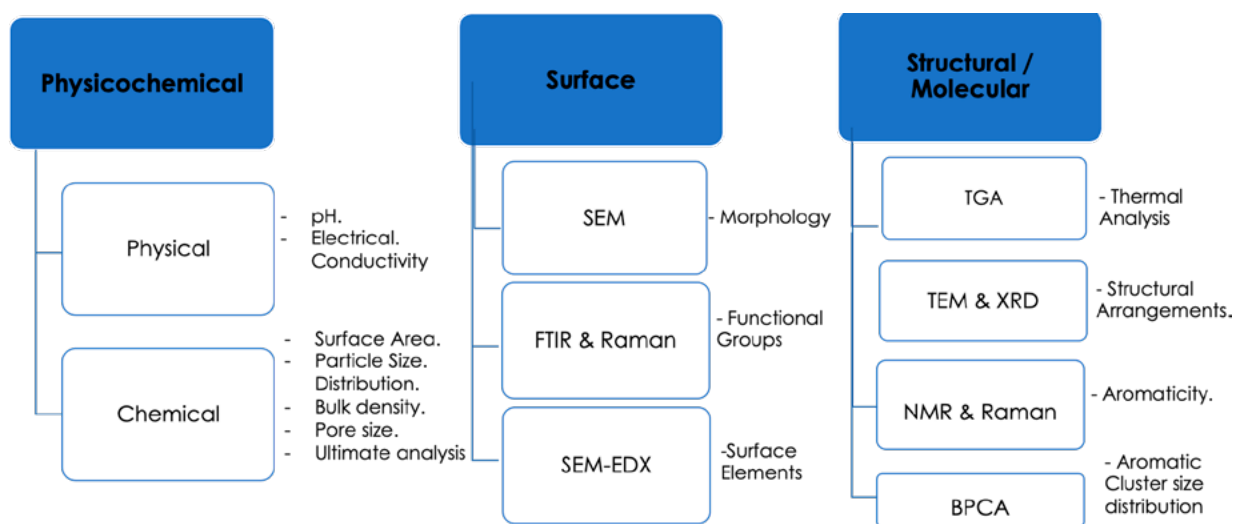 Physicochemical
Physical
- pH.
- Electrical.
Conductivity
Chemical
- Surface Area.
- Particle Size.
Distribution.
- Bulk density.
- Pore size.
- Ultimate analysis
Surface
SEM
- Morphology
FTIR & Raman
- Functional
Groups
SEM-EDX
-Surface
Elements
Structural /
Molecular
TGA
- Thermal
Analysis
TEM & XRD
- Structural
Arrangements.
NMR & Raman
- Aromaticity.
BPCA
- Aromatic
Cluster size
distribution